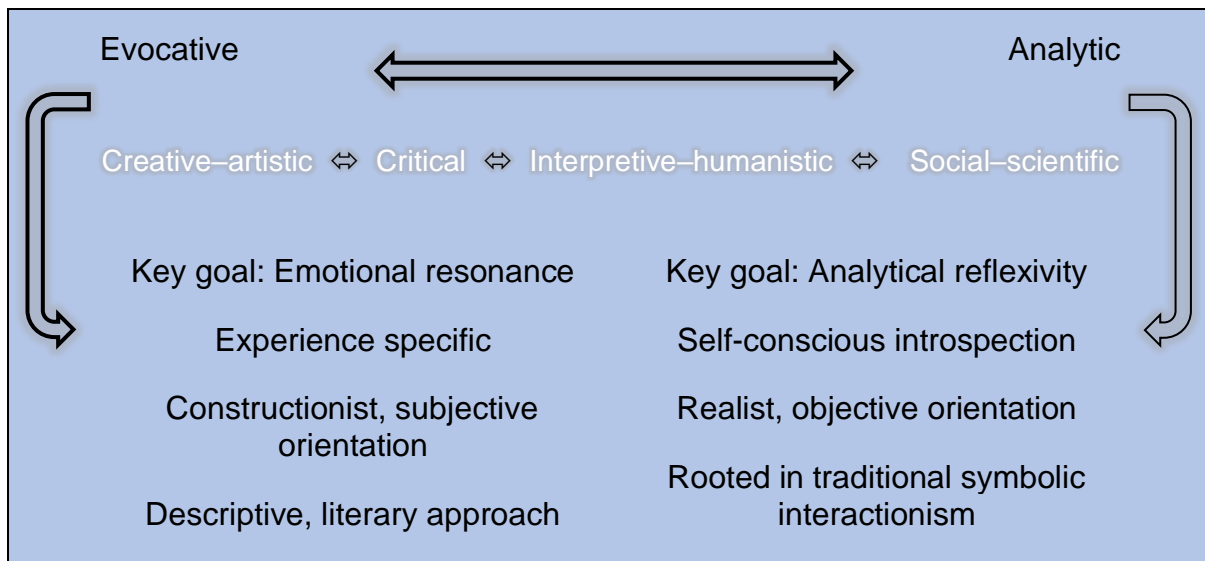 Evocative Analytic
Creative–artistic ⇔ Critical ⇔ Interpretive–humanistic ⇔ Social–scientific
Key goal: Emotional resonance
Experience specific
Constructionist, subjective
orientation
Descriptive, literary approach
Key goal: Analytical reflexivity
Self-conscious introspection
Realist, objective orientation
Rooted in traditional symbolic
interactionism